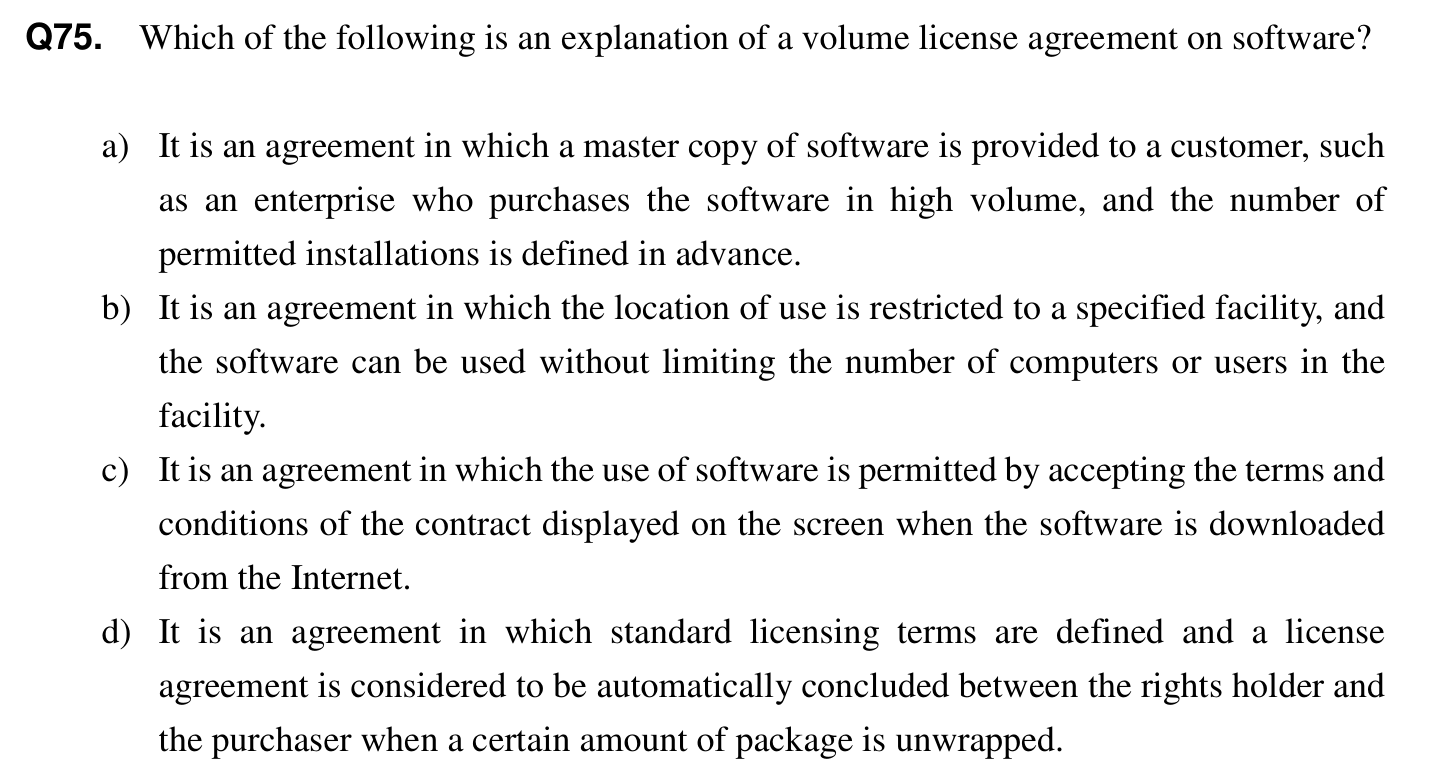 Q75. Which of the following is an explanation of a volume license agreement on software?
a) It is an agreement in which a master copy of software is provided to a customer, such
as an enterprise who purchases the software in high volume, and the number of
permitted installations is defined in advance.
b) It is an agreement in which the location of use is restricted to a specified facility, and
the software can be used without limiting the number of computers or users in the
facility.
c) It is an agreement in which the use of software is permitted by accepting the terms and
conditions of the contract displayed on the screen when the software is downloaded
from the Internet.
d) It is an agreement in which standard licensing terms are defined and a license
agreement is considered to be automatically concluded between the rights holder and
the purchaser when a certain amount of package is unwrapped.